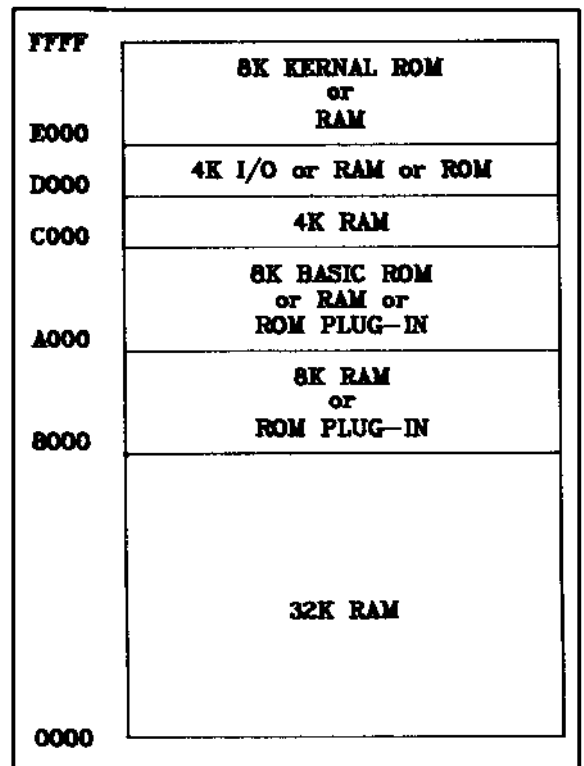 FFFF
8K KERNAL ROM
or
RAM
E000
4K I/O or RAM or ROM
D000
4K RAM
C000
8K BASIC ROM
or RAM or
ROM PLUG-IN
A000
8K RAM
or
ROM PLUG-IN
8000
32K RAM
0000